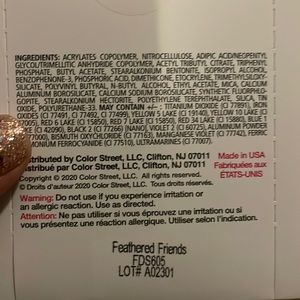 INGREDIENTS: ACRYLATES COPOLYMER, NITROCELLULOSE, ADIPIC ACID/NEOPENTYL
GLYCOL/TRIMELLITIC ANHYDRIDE COPOLYMER, ACETYL TRIBUTYL CITRATE, TRIPHENYL
PHOSPHATE, BUTYL ACETATE, STEARALKONIUM BENTONITE, ISOPROPYL ALCOHOL,
BENZOPHENONE-3, PHOSPHORIC ACID, DIMETHICONE, ETOCRYLENE, TRIMETHYLSILOXY-
SILICATE, POLYVINYL BUTYRAL, N-BUTYL ALCOHOL, ETHYL ACETATE, MICA, CALCIUM
ALUMINUM BOROSILICATE, CALCIUM SODIUM BOROSILICATE, SYNTHETIC FLUORPHLO-
GOPITE, STEARALKONIUM HECTORITE, POLYETHYLENE TEREPHTHALATE, SILICA, TIN
OXIDE, ALUMINUM POWDER. MAY CONTAIN +/-: TITANIUM DIOXIDE (CI 77891), IRON
OXIDES (CI 77491, CI 77499), YELLOW 5 LAKE (CI 19140), YELLOW 10 LAKE
RED 6 (CI 15850), RED 7 LAKE (CI 15850), RED 34 LAKE (CI 15880), BLUE 1
LAKE (CI 42090), BLACK 2 (CI 77266) [NANO], VIOLET 2 (CI 60725), ALUMINUM POWDER
(CI 77000), BISMUTH OXYCHLORIDE (CI 77163), MANGANESE VIOLET (CI 77742), FERRIC
AMMONIUM FERROCYANIDE (CI 77510), ULTRAMARINES (CI 77007).
Distributed by Color Street, LLC, Clifton, NJ 07011
Distribué par Color Street, LLC, Clifton, NJ 07011
Copyright © 2020 Color Street, LLC. All rights reserved.
© Droits d'auteur 2020 Color Street, LLC. Tous droits réservés.
Made in USA
Fabriquées aux
ÉTATS-UNIS
Warning: Do not use if you experience irritation or
an allergic reaction. Use as directed.
Attention: Ne pas utiliser si vous éprouvez une irritation ou si
vous présentez une réaction allergique. Utiliser selon l'indication.
Feathered Friends
FDS605
LOT# A02301